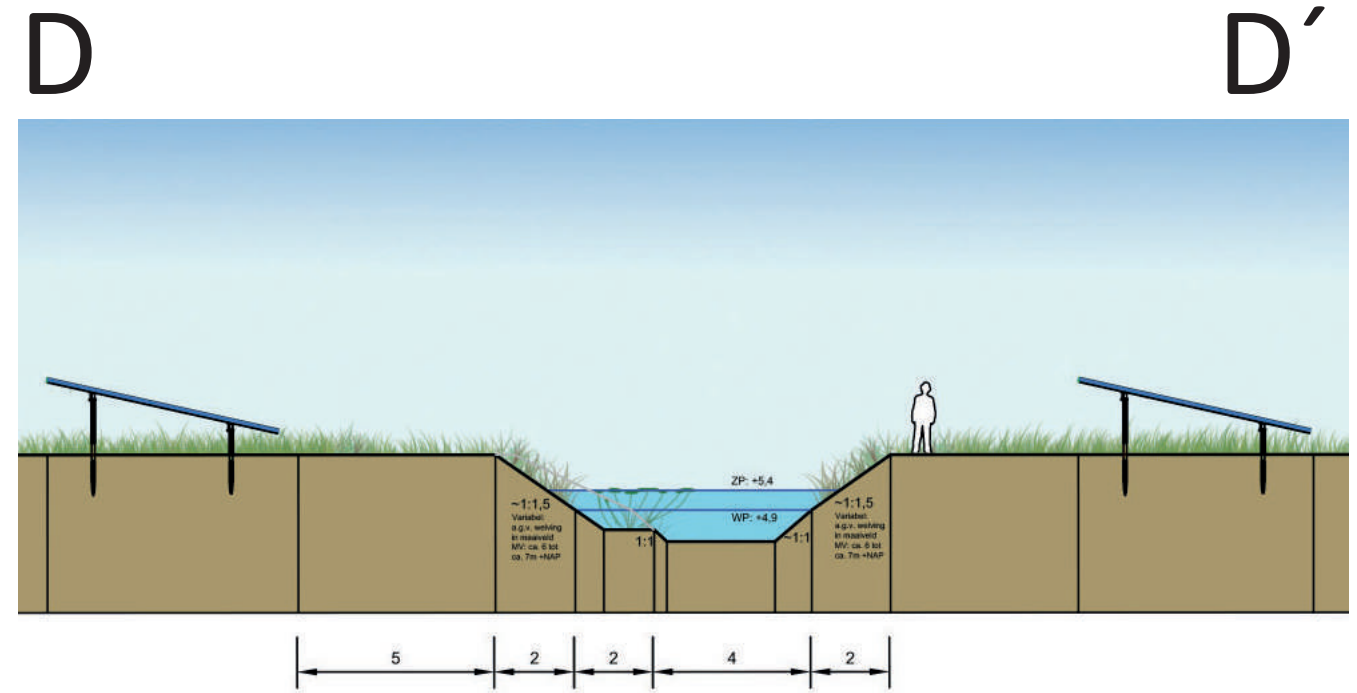 D D´
ZP: +5,4
WP: +4,9
~1:1,5
Variabel:
a.g.v. welving
in maaiveld
MV: ca. 6 tot
ca. 7m +NAP
1:1
~1:1
~1:1,5
Variabel:
a.g.v. welving
in maaiveld
MV: ca. 6 tot
ca. 7m +NAP
5 2 2 4 2